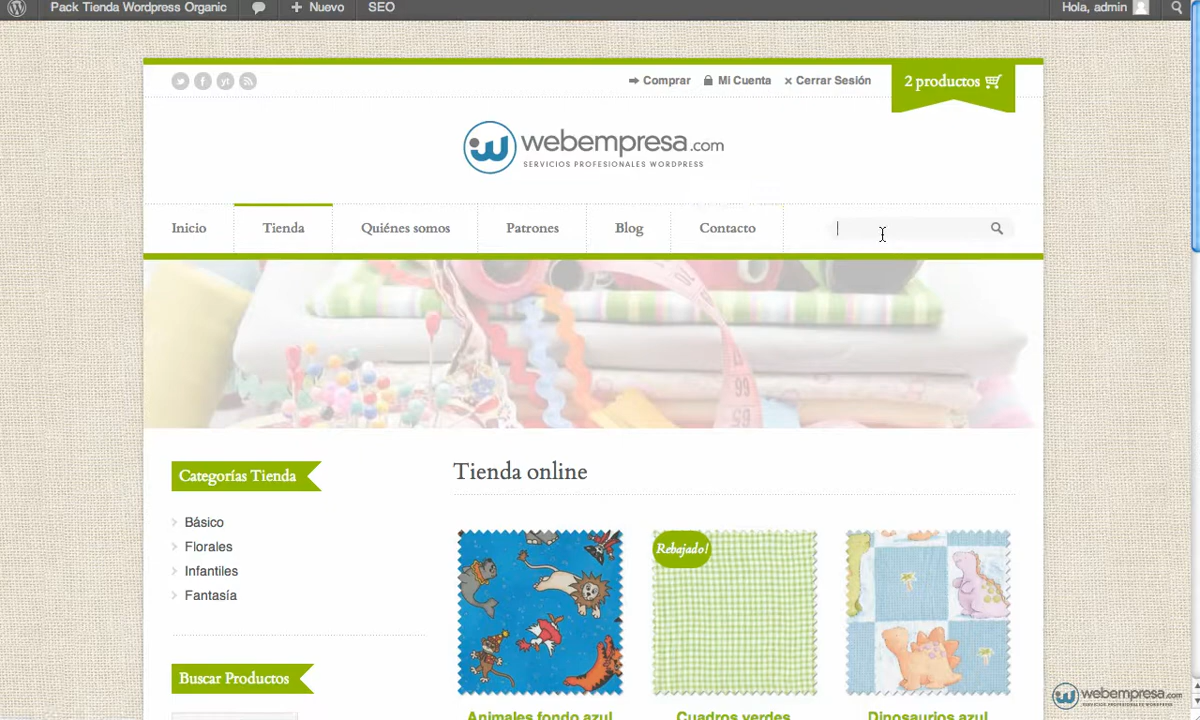 Pack Tienda Wordpress Organic
Nuevo
SEO
Hola, admin
yt
Comprar
Mi Cuenta
Cerrar Sesión
2 productos
webempresa.com
SERVICIOS PROFESIONALES WORDPRESS
Inicio
Tienda
Quiénes somos
Patrones
Blog
Contacto
99
Categorías Tienda
Básico
Florales
Infantiles
Fantasía
Buscar Productos
Tienda online
Rebajado!
Animales fondo azul
Cuadros verdes
Dinosaurios azul
webempresa.com
SERVICIOS PROFESIONALES WORDPRESS